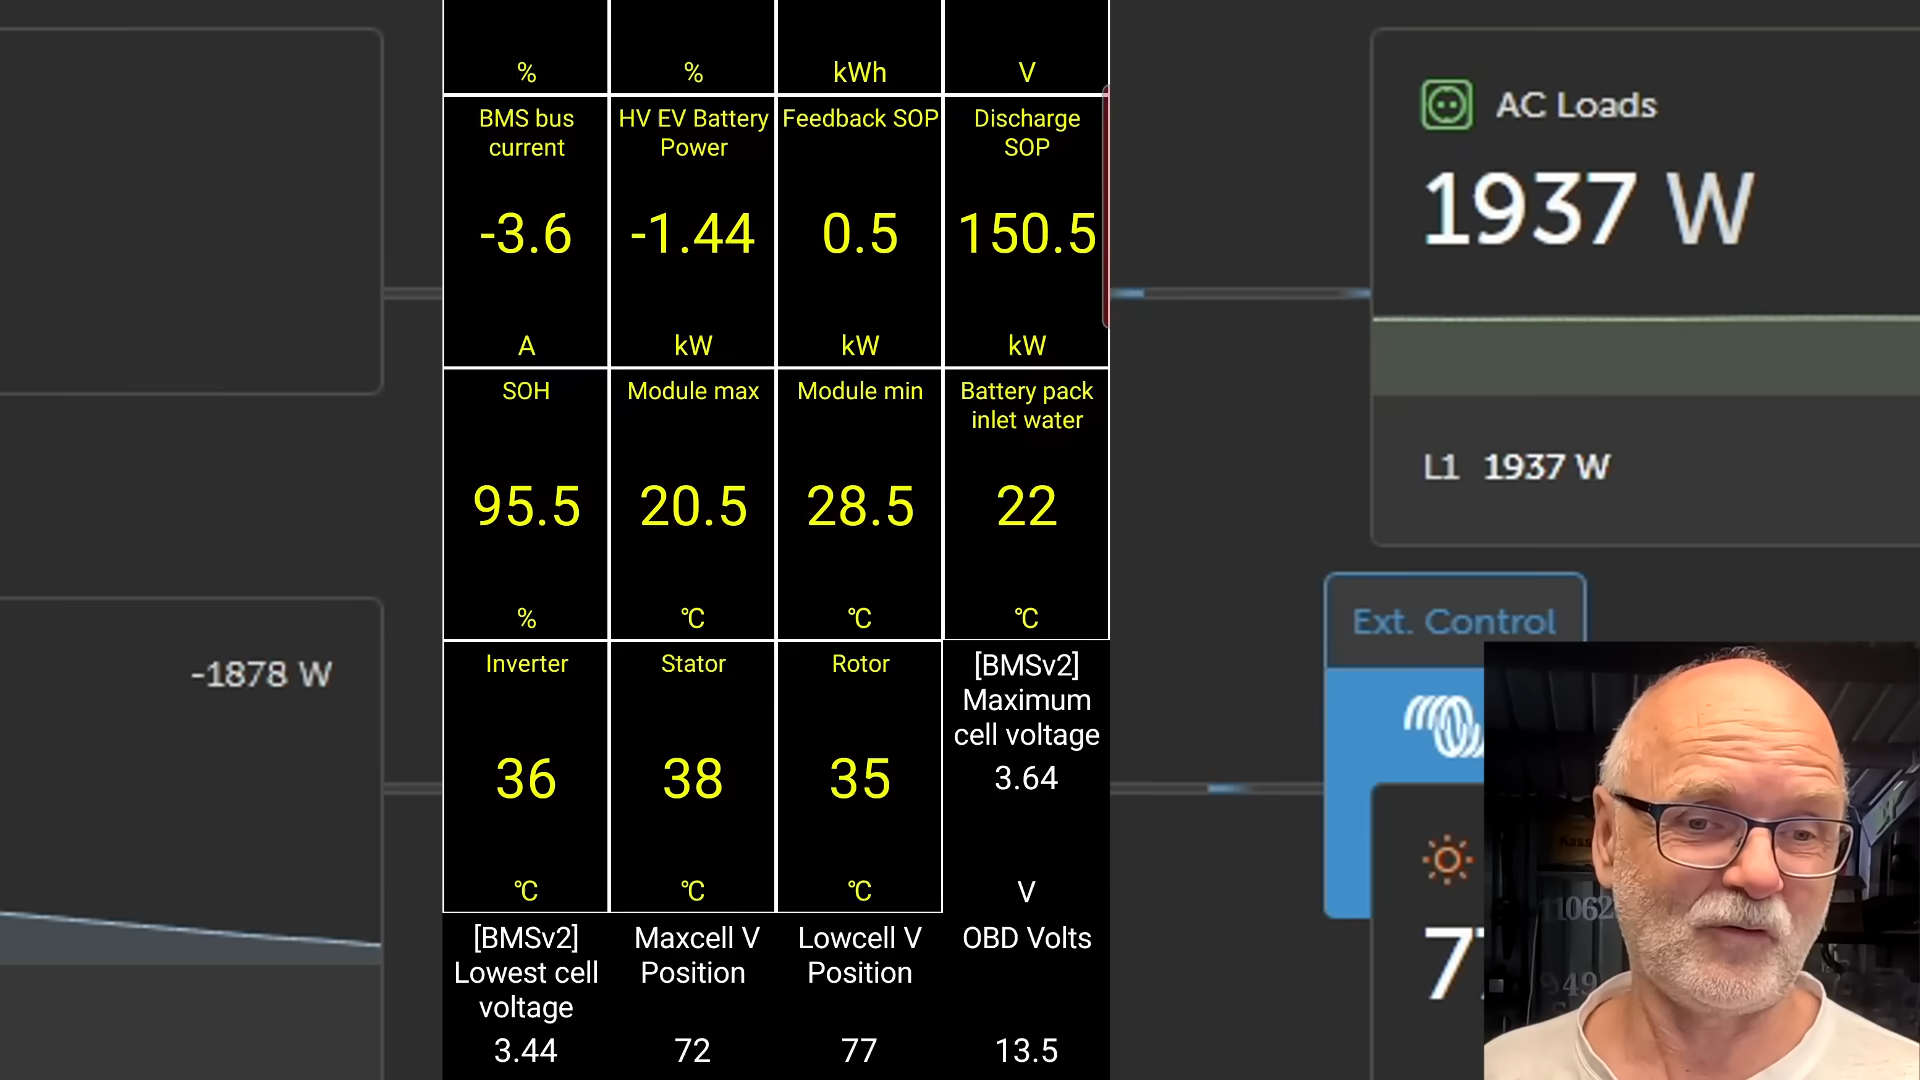 % % kWh V
BMS bus current
-3.6
A
HV EV Battery Power
-1.44
kW
Feedback SOP
0.5
kW
Discharge SOP
150.5
kW
SOH
95.5
%
Module max
20.5
℃
Module min
28.5
℃
Battery pack inlet water
22
℃
Inverter
36
℃
Stator
38
℃
Rotor
35
℃
[BMSv2]
Maximum
cell voltage
3.64
V
[BMSv2]
Lowest cell
voltage
3.44
Maxcell V
Position
72
Lowcell V
Position
77
OBD Volts
13.5
-1878 W
AC Loads
1937 W
L1 1937 W
Ext. Control